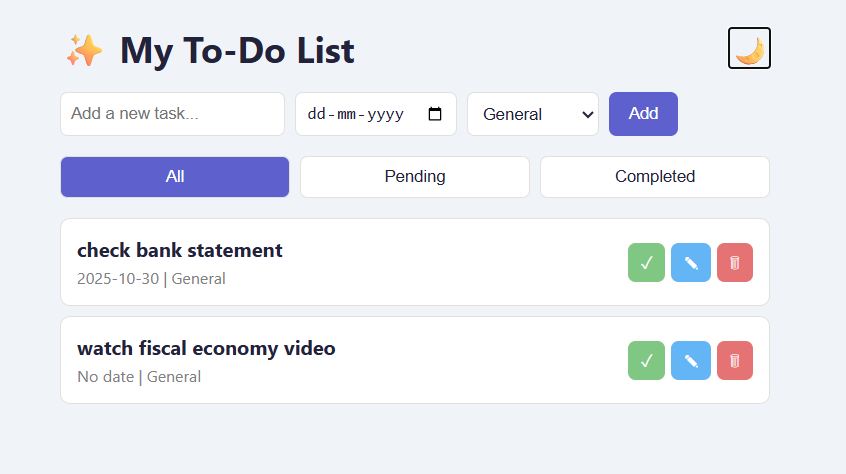 ✨ My To-Do List
Add a new task...
dd-mm-yyyy
General
Add
All
Pending
Completed
check bank statement
2025-10-30 | General
watch fiscal economy video
No date | General